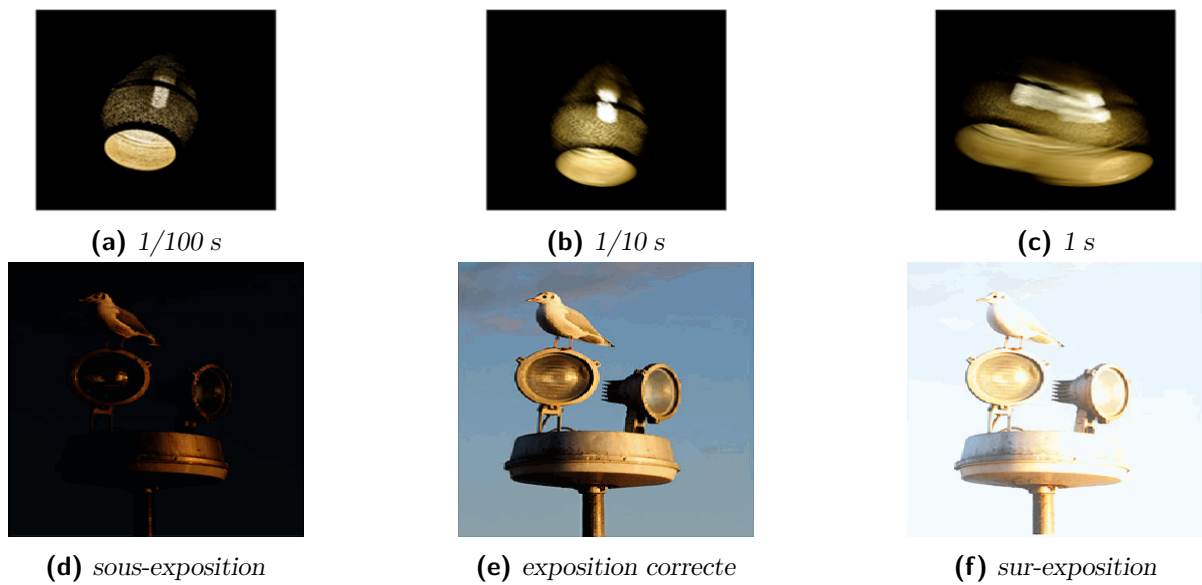 (a) 1/100 s
(b) 1/10 s
(c) 1 s
(d) sous-exposition
(e) exposition correcte
(f) sur-exposition